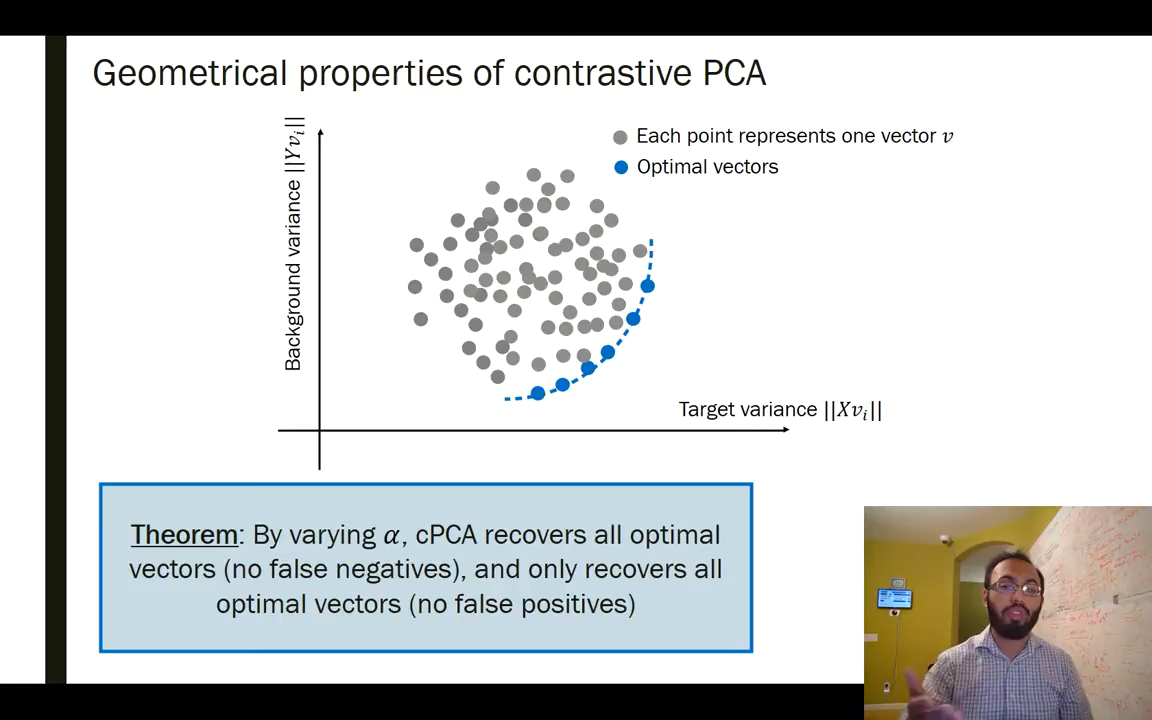 Geometrical properties of contrastive PCA
Background variance ||Yvᵢ||
Each point represents one vector v
Optimal vectors
Target variance ||Xvᵢ||
Theorem: By varying α, cPCA recovers all optimal
vectors (no false negatives), and only recovers all
optimal vectors (no false positives)